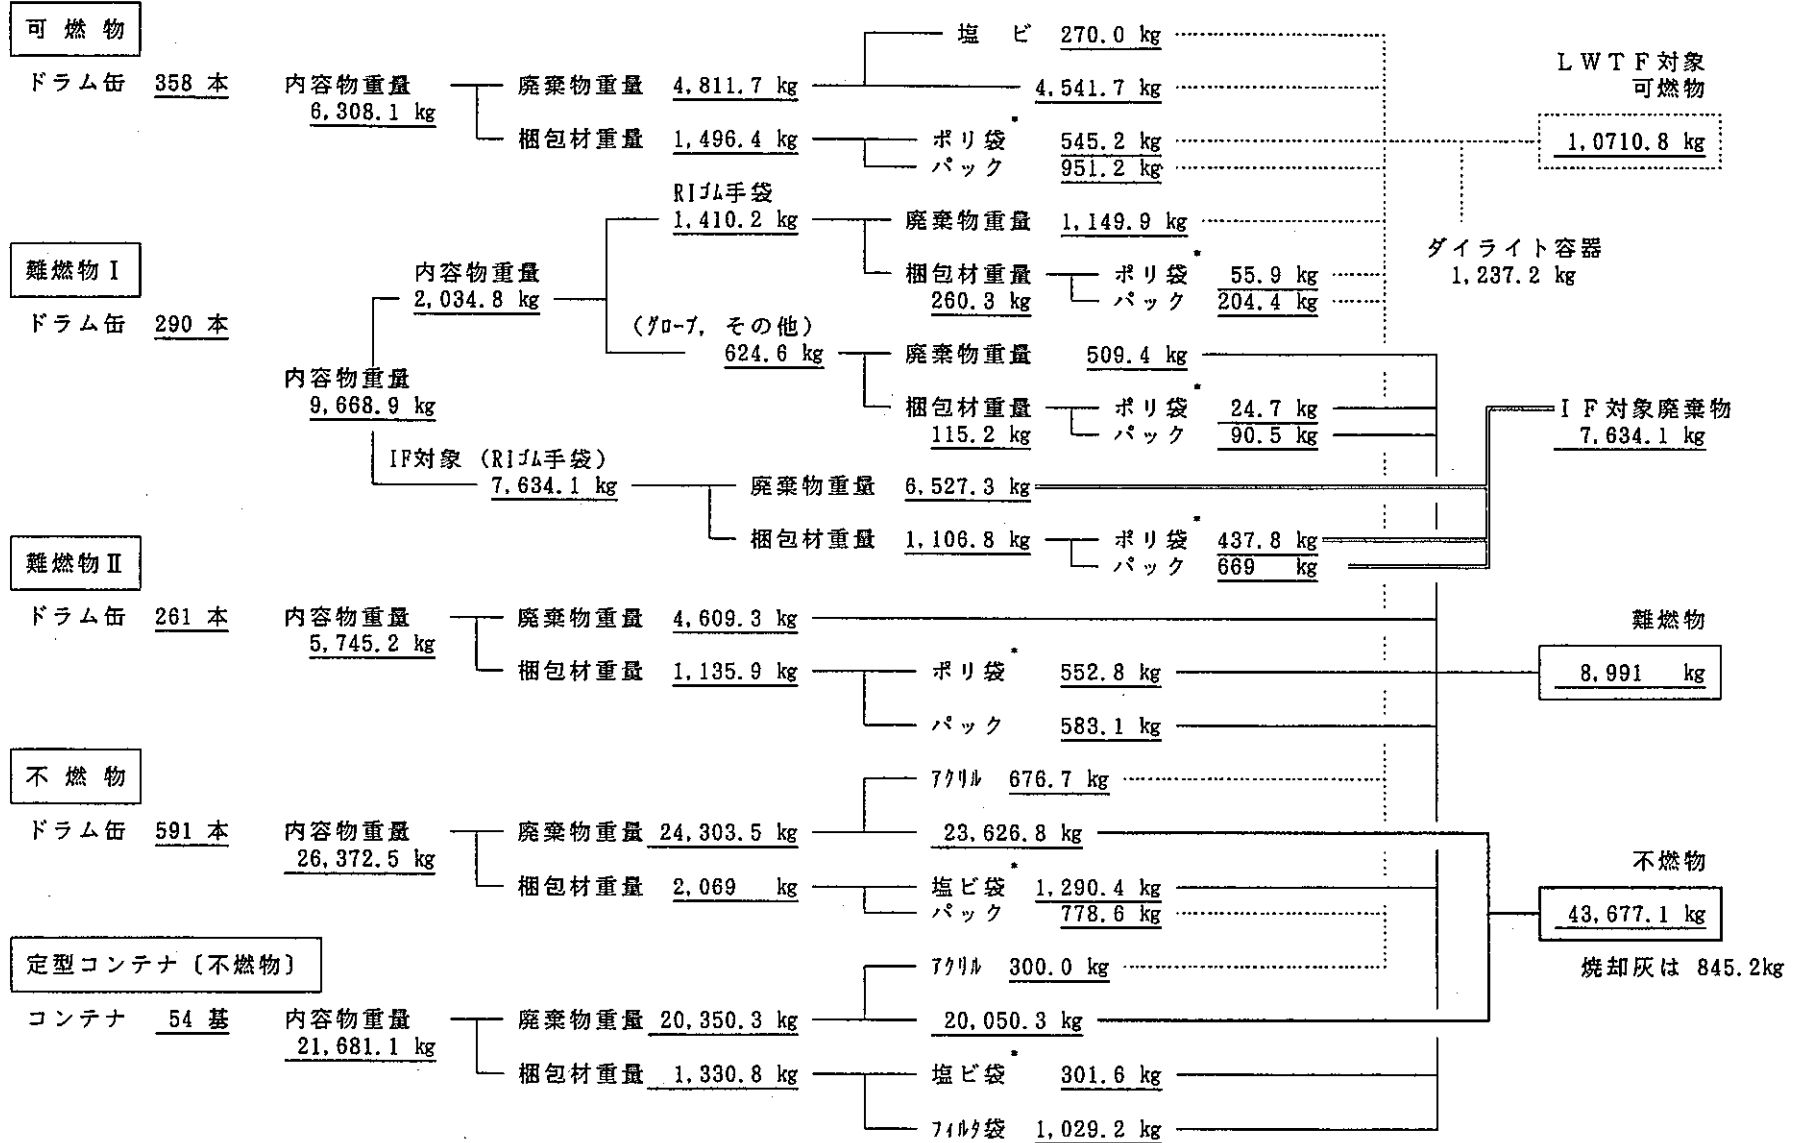 可燃物
ドラム缶 358 本
内容物重量
6,308.1 kg
廃棄物重量 4,811.7 kg
塩 ビ 270.0 kg
4,541.7 kg
梱包材重量 1,496.4 kg
ポリ袋* 545.2 kg
パック 951.2 kg
LWTF対象
可燃物
1,0710.8 kg
ダイライト容器
1,237.2 kg
難燃物Ⅰ
ドラム缶 290 本
内容物重量
9,668.9 kg
内容物重量
2,034.8 kg
RIゴム手袋
1,410.2 kg
廃棄物重量 1,149.9 kg
梱包材重量
260.3 kg
ポリ袋* 55.9 kg
パック 204.4 kg
(グローブ, その他)
624.6 kg
廃棄物重量 509.4 kg
梱包材重量
115.2 kg
ポリ袋* 24.7 kg
パック 90.5 kg
IF対象 (RIゴム手袋)
7,634.1 kg
廃棄物重量 6,527.3 kg
梱包材重量 1,106.8 kg
ポリ袋* 437.8 kg
パック 669 kg
IF対象廃棄物
7,634.1 kg
難燃物Ⅱ
ドラム缶 261 本
内容物重量
5,745.2 kg
廃棄物重量 4,609.3 kg
梱包材重量 1,135.9 kg
ポリ袋* 552.8 kg
パック 583.1 kg
難燃物
8,991 kg
不燃物
ドラム缶 591 本
内容物重量
26,372.5 kg
廃棄物重量 24,303.5 kg
アクリル 676.7 kg
23,626.8 kg
梱包材重量 2,069 kg
塩ビ袋* 1,290.4 kg
パック 778.6 kg
不燃物
43,677.1 kg
焼却灰は 845.2kg
定型コンテナ〔不燃物〕
コンテナ 54 基
内容物重量
21,681.1 kg
廃棄物重量 20,350.3 kg
アクリル 300.0 kg
20,050.3 kg
梱包材重量 1,330.8 kg
塩ビ袋* 301.6 kg
フィルタ袋 1,029.2 kg